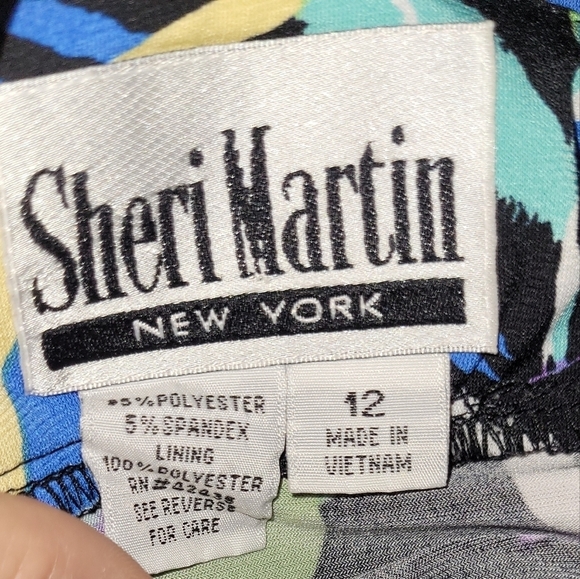 Sheri Martin
NEW YORK
5% POLYESTER
5% SPANDEX
LINING
100% POLYESTER
RN
SEE REVERSE
FOR CARE
12
MADE IN
VIETNAM